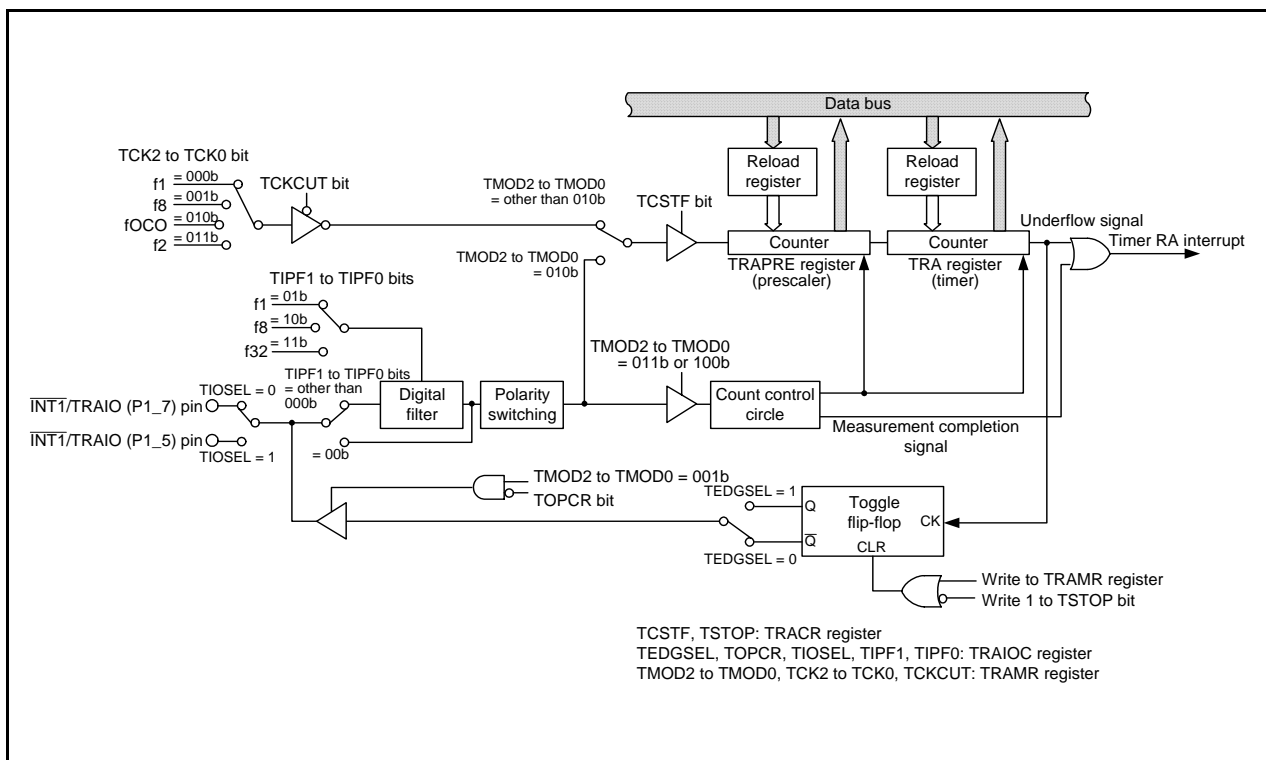 Data bus
TCK2 to TCK0 bit
f1 = 000b
f8 = 001b
fOCO = 010b
f2 = 011b
TCKCUT bit
TMOD2 to TMOD0
= other than 010b
TCSTF bit
Reload
register
Reload
register
Counter
TRAPRE register
(prescaler)
Counter
TRA register
(timer)
Underflow signal
Timer RA interrupt
TMOD2 to TMOD0
= 010b
TIPF1 to TIPF0 bits
f1 = 01b
f8 = 10b
f32 = 11b
TIOSEL = 0
INT1/TRAIO (P1_7) pin
INT1/TRAIO (P1_5) pin
TIOSEL = 1
TIPF1 to TIPF0 bits
= other than
000b
= 00b
Digital
filter
Polarity
switching
TMOD2 to TMOD0
= 011b or 100b
Count control
circle
Measurement completion
signal
TMOD2 to TMOD0 = 001b
TOPCR bit
TEDGSEL = 1
TEDGSEL = 0
Q
Q
Toggle
flip-flop
CK
CLR
Write to TRAMR register
Write 1 to TSTOP bit
TCSTF, TSTOP: TRACR register
TEDGSEL, TOPCR, TIOSEL, TIPF1, TIPF0: TRAIOC register
TMOD2 to TMOD0, TCK2 to TCK0, TCKCUT: TRAMR register